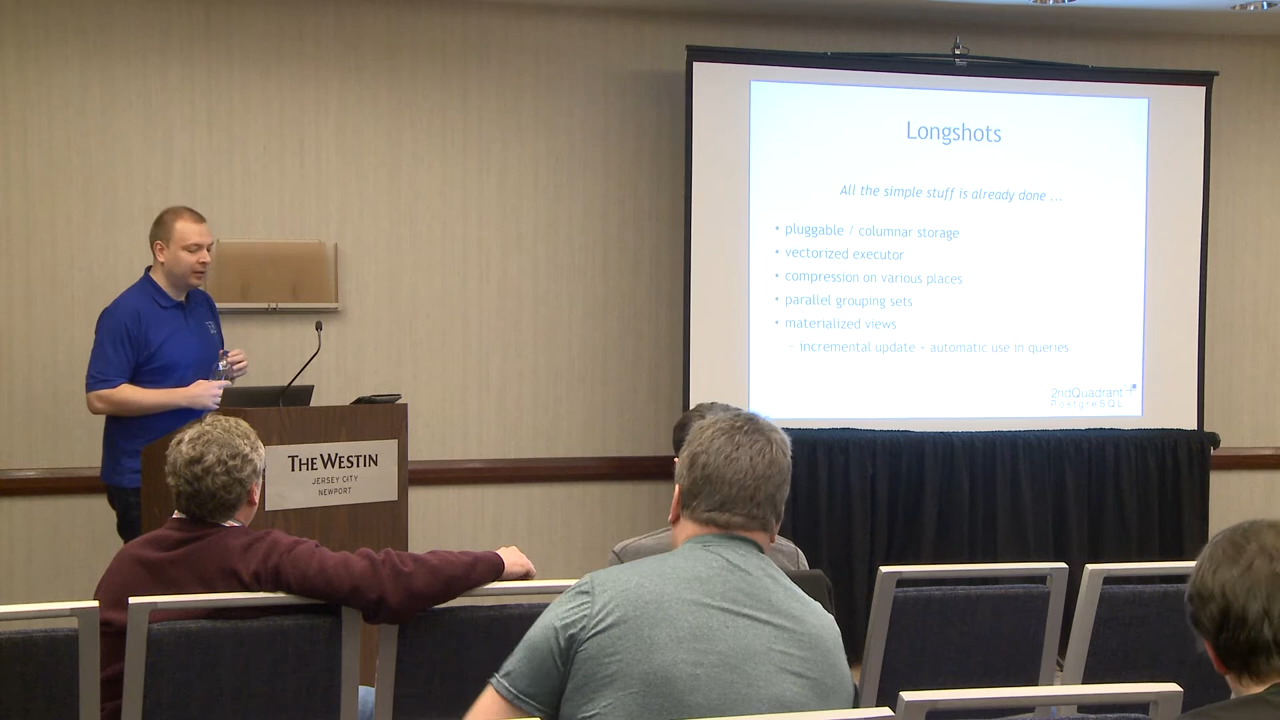 Longshots
All the simple stuff is already done ...
• pluggable / columnar storage
• vectorized executor
• compression on various places
• parallel grouping sets
• materialized views
– incremental update + automatic use in queries
2ndQuadrant
PostgreSQL
THE WESTIN
JERSEY CITY
NEWPORT